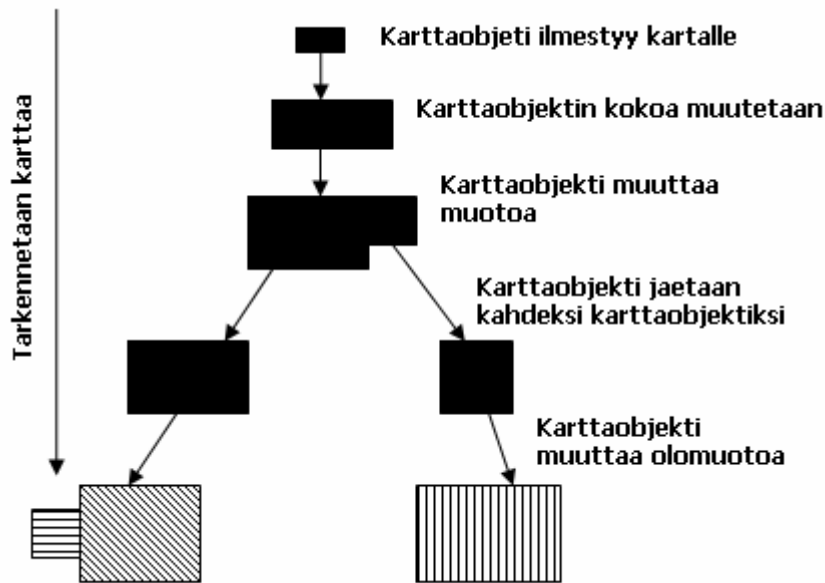 Karttaobjeti ilmestyy kartalle
Karttaobjektin kokoa muutetaan
Karttaobjekti muuttaa
muotoa
Karttaobjekti jaetaan
kahdeksi karttaobjektiksi
Karttaobjekti
muuttaa olomuotoa
Tarkennetaan karttaa